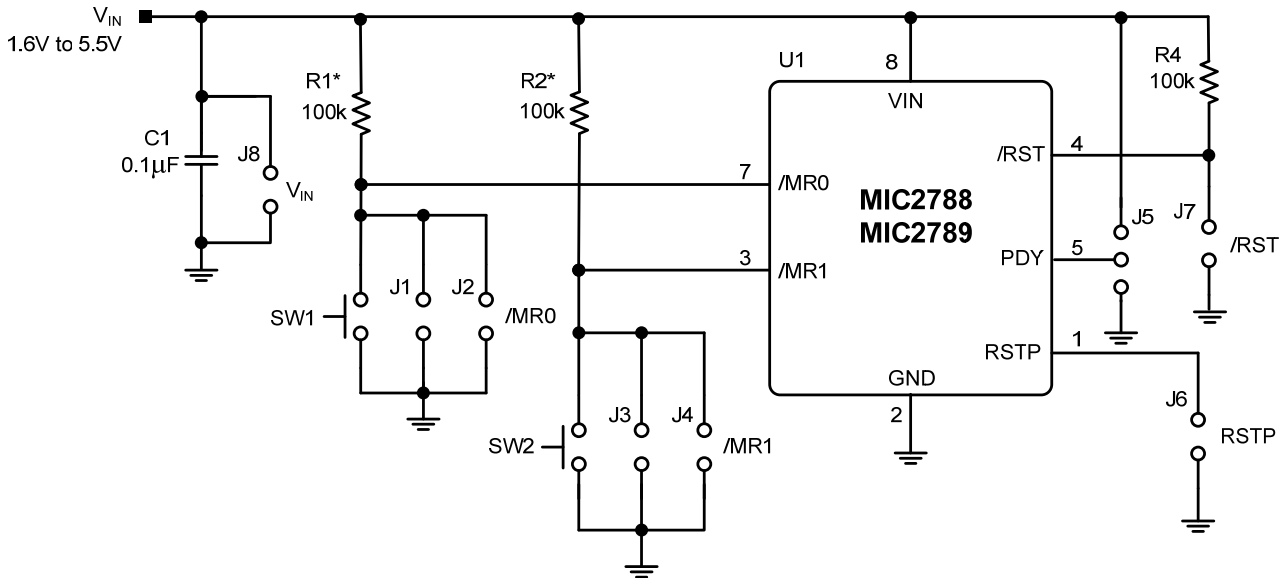 VIN
1.6V to 5.5V
R1*
100k
R2*
100k
U1
8
VIN
R4
100k
C1
0.1µF
J8
VIN
7
/MR0
MIC2788
MIC2789
/RST
4
3
/MR1
PDY
5
J5
J7
/RST
SW1
J1
J2
/MR0
RSTP
1
GND
2
SW2
J3
J4
/MR1
J6
RSTP